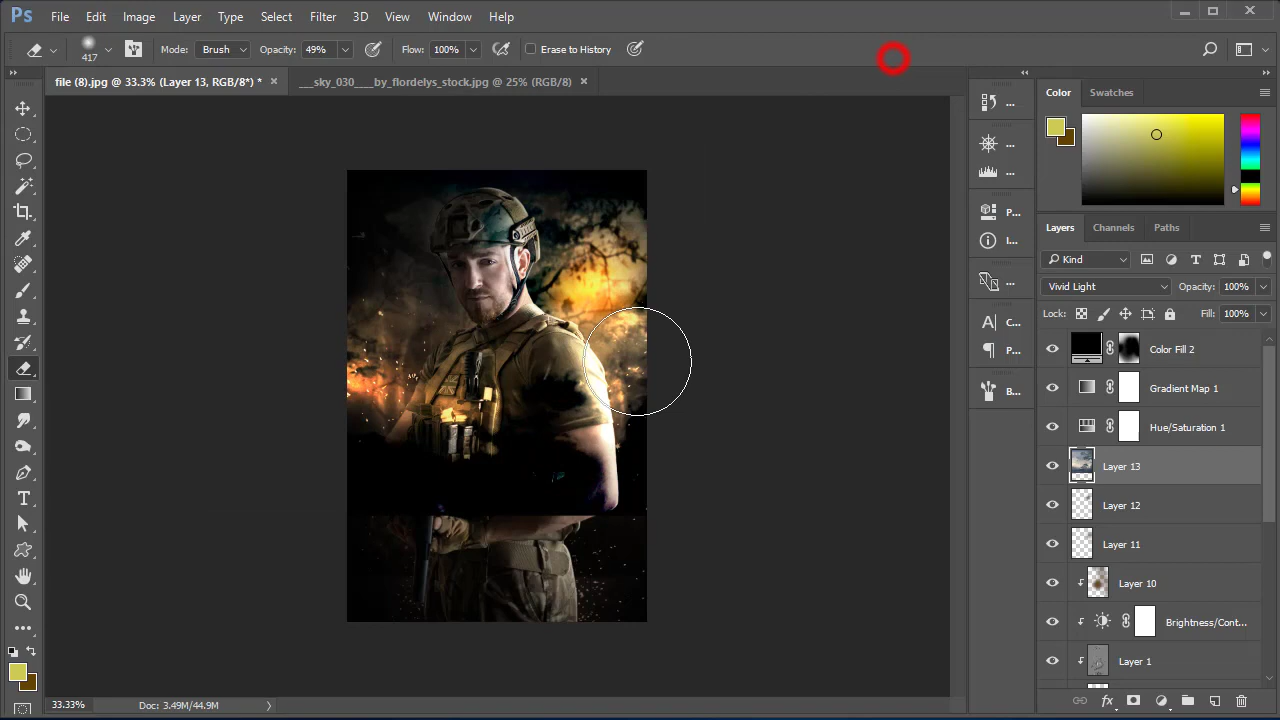 Ps File Edit Image Layer Type Select Filter 3D View Window Help
417 Mode: Brush Opacity: 49% Flow: 100% Erase to History
file (8).jpg @ 33.3% (Layer 13, RGB/8*) * × ___sky_030___by_flordelys_stock.jpg @ 25% (RGB/8) ×
Color Swatches
...
...
...
P...
I...
...
A| C...
P...
B...
Layers Channels Paths
Kind
Vivid Light Opacity: 100%
Lock: Fill: 100%
Color Fill 2
Gradient Map 1
Hue/Saturation 1
Layer 13
Layer 12
Layer 11
Layer 10
Brightness/Cont...
Layer 1
fx
33.33% Doc: 3.49M/44.9M